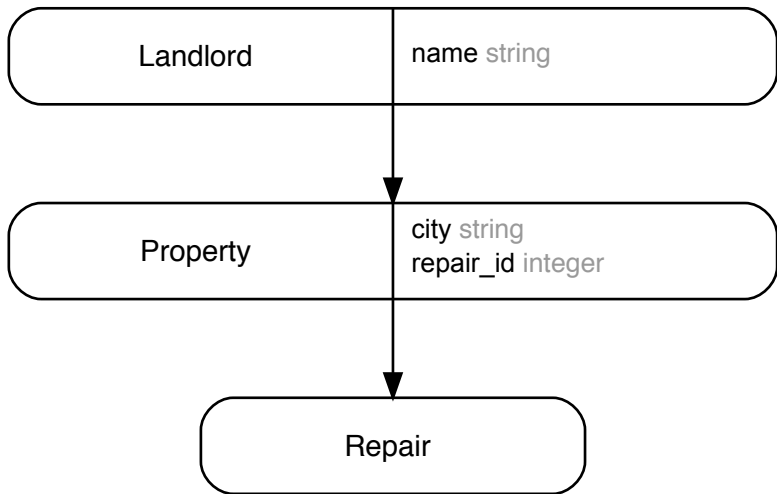 Landlord
name string
Property
city string
repair_id integer
Repair